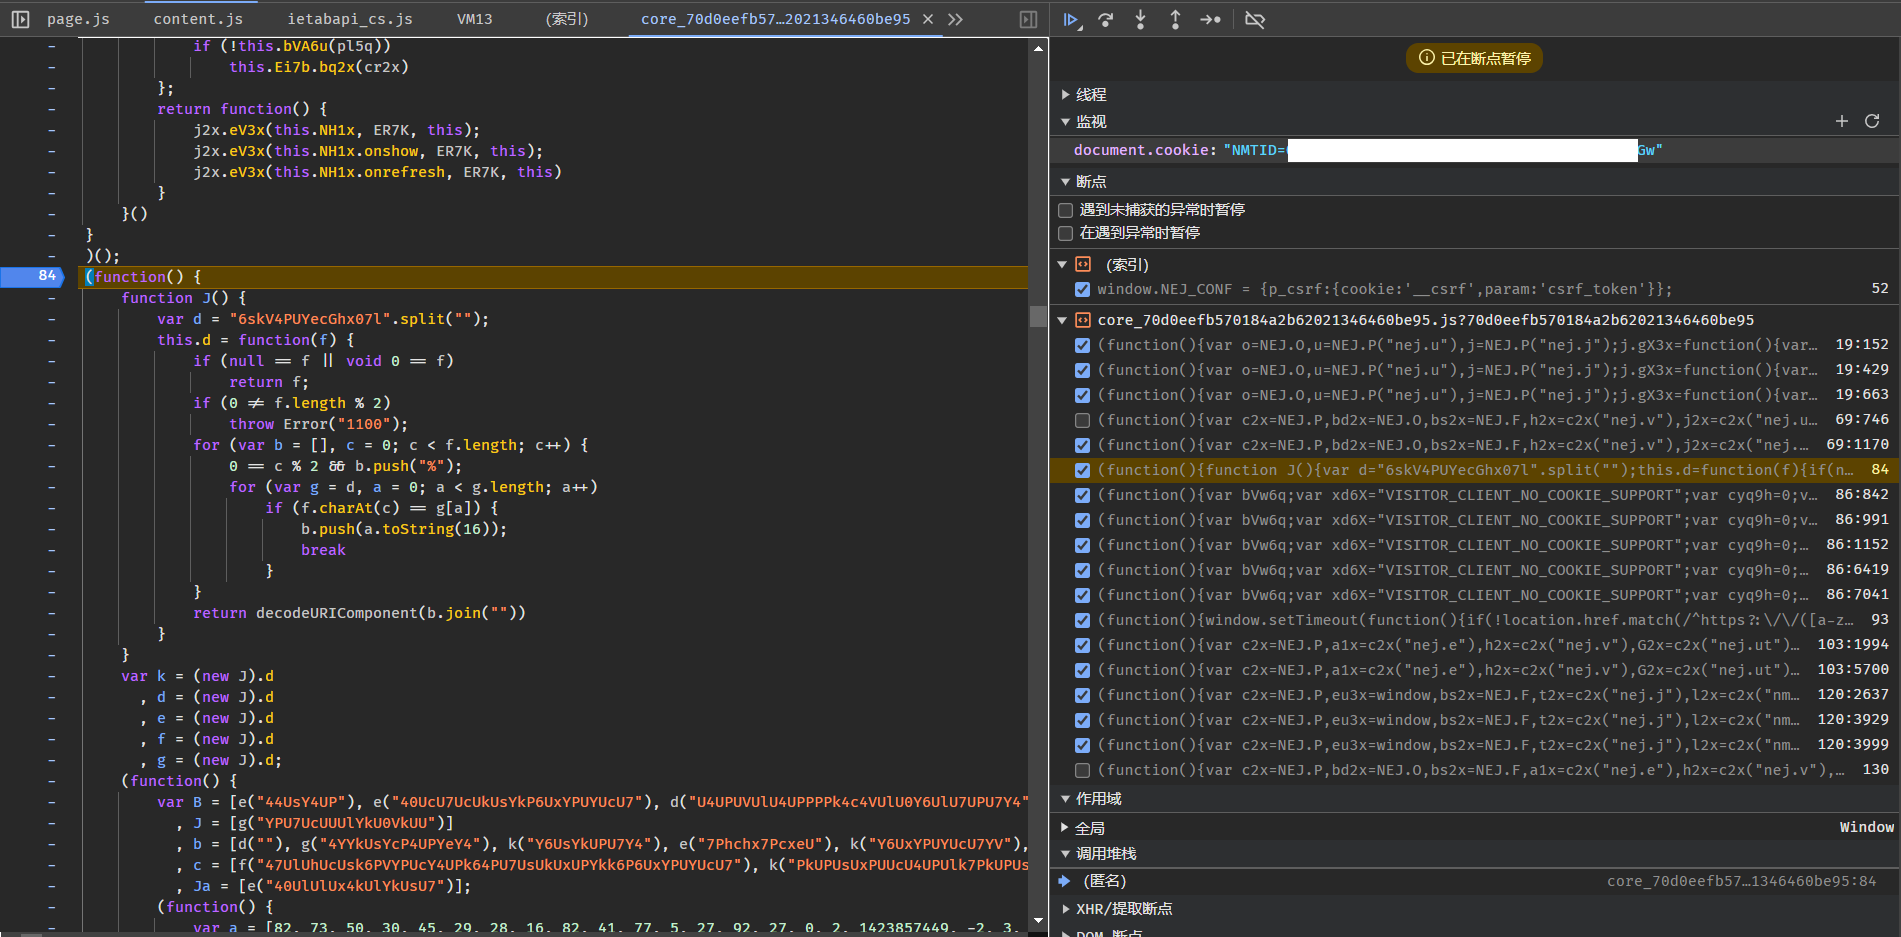 page.js content.js ietabapi_cs.js VM13 (索引) core_70d0eefb57…2021346460be95 × »
if (!this.bVA6u(pl5q))
this.Ei7b.bq2x(cr2x)
};
return function() {
j2x.eV3x(this.NH1x, ER7K, this);
j2x.eV3x(this.NH1x.onshow, ER7K, this);
j2x.eV3x(this.NH1x.onrefresh, ER7K, this)
}
}()
}
)();
84 (function() {
function J() {
var d = "6skV4PUYecGhx07l".split("");
this.d = function(f) {
if (null == f || void 0 == f)
return f;
if (0 != f.length % 2)
throw Error("1100");
for (var b = [], c = 0; c < f.length; c++) {
0 == c % 2 && b.push("%");
for (var g = d, a = 0; a < g.length; a++)
if (f.charAt(c) == g[a]) {
b.push(a.toString(16));
break
}
}
return decodeURIComponent(b.join(""))
}
}
var k = (new J).d
, d = (new J).d
, e = (new J).d
, f = (new J).d
, g = (new J).d;
(function() {
var B = [e("44UsY4UP"), e("40UcU7UcUkUsYkP6UxYPUYUcU7"), d("U4UPUVUlU4UPPPPk4c4VUlU0Y6UlU7UPU7Y4"
, J = [g("YPU7UcUUUlYkU0VkUU")]
, b = [d(""), g("4YYkUsYcP4UPYeY4"), k("Y6UsYkUPU7Y4"), e("7Phchx7PcxeU"), k("Y6UxYPUYUcU7YV"),
, c = [f("47UlUhUcUsk6PVYPUcY4UPk64PU7UsUkUxUPYkk6P6UxYPUYUcU7"), k("PkUPUsUxPUUcU4UPUlk7PkUPUs
, Ja = [e("40UlUlUx4kUlYkUsU7")];
(function() {
var a = [82, 73, 50, 30, 45, 29, 28, 16, 82, 41, 77, 5, 27, 92, 27, 0, 2, 1423857449, -2, 3,
已在断点暂停
线程
监视
document.cookie: "NMTID= Gw"
断点
遇到未捕获的异常时暂停
在遇到异常时暂停
(索引)
window.NEJ_CONF = {p_csrf:{cookie:'__csrf',param:'csrf_token'}}; 52
core_70d0eefb570184a2b62021346460be95.js?70d0eefb570184a2b62021346460be95
(function(){var o=NEJ.O,u=NEJ.P("nej.u"),j=NEJ.P("nej.j");j.gX3x=function(){var… 19:152
(function(){var o=NEJ.O,u=NEJ.P("nej.u"),j=NEJ.P("nej.j");j.gX3x=function(){var… 19:429
(function(){var o=NEJ.O,u=NEJ.P("nej.u"),j=NEJ.P("nej.j");j.gX3x=function(){var… 19:663
(function(){var c2x=NEJ.P,bd2x=NEJ.O,bs2x=NEJ.F,h2x=c2x("nej.v"),j2x=c2x("nej.u… 69:746
(function(){var c2x=NEJ.P,bd2x=NEJ.O,bs2x=NEJ.F,h2x=c2x("nej.v"),j2x=c2x("nej.… 69:1170
(function(){function J(){var d="6skV4PUYecGhx07l".split("");this.d=function(f){if(n… 84
(function(){var bVw6q;var xd6X="VISITOR_CLIENT_NO_COOKIE_SUPPORT";var cyq9h=0;v… 86:842
(function(){var bVw6q;var xd6X="VISITOR_CLIENT_NO_COOKIE_SUPPORT";var cyq9h=0;v… 86:991
(function(){var bVw6q;var xd6X="VISITOR_CLIENT_NO_COOKIE_SUPPORT";var cyq9h=0;… 86:1152
(function(){var bVw6q;var xd6X="VISITOR_CLIENT_NO_COOKIE_SUPPORT";var cyq9h=0;… 86:6419
(function(){var bVw6q;var xd6X="VISITOR_CLIENT_NO_COOKIE_SUPPORT";var cyq9h=0;… 86:7041
(function(){window.setTimeout(function(){if(!location.href.match(/^https?:\/\/([a-z… 93
(function(){var c2x=NEJ.P,a1x=c2x("nej.e"),h2x=c2x("nej.v"),G2x=c2x("nej.ut")… 103:1994
(function(){var c2x=NEJ.P,a1x=c2x("nej.e"),h2x=c2x("nej.v"),G2x=c2x("nej.ut")… 103:5700
(function(){var c2x=NEJ.P,eu3x=window,bs2x=NEJ.F,t2x=c2x("nej.j"),l2x=c2x("nm… 120:2637
(function(){var c2x=NEJ.P,eu3x=window,bs2x=NEJ.F,t2x=c2x("nej.j"),l2x=c2x("nm… 120:3929
(function(){var c2x=NEJ.P,eu3x=window,bs2x=NEJ.F,t2x=c2x("nej.j"),l2x=c2x("nm… 120:3999
(function(){var c2x=NEJ.P,bd2x=NEJ.O,bs2x=NEJ.F,a1x=c2x("nej.e"),h2x=c2x("nej.v"),… 130
作用域
全局 Window
调用堆栈
(匿名) core_70d0eefb57…1346460be95:84
XHR/提取断点
DOM 断点